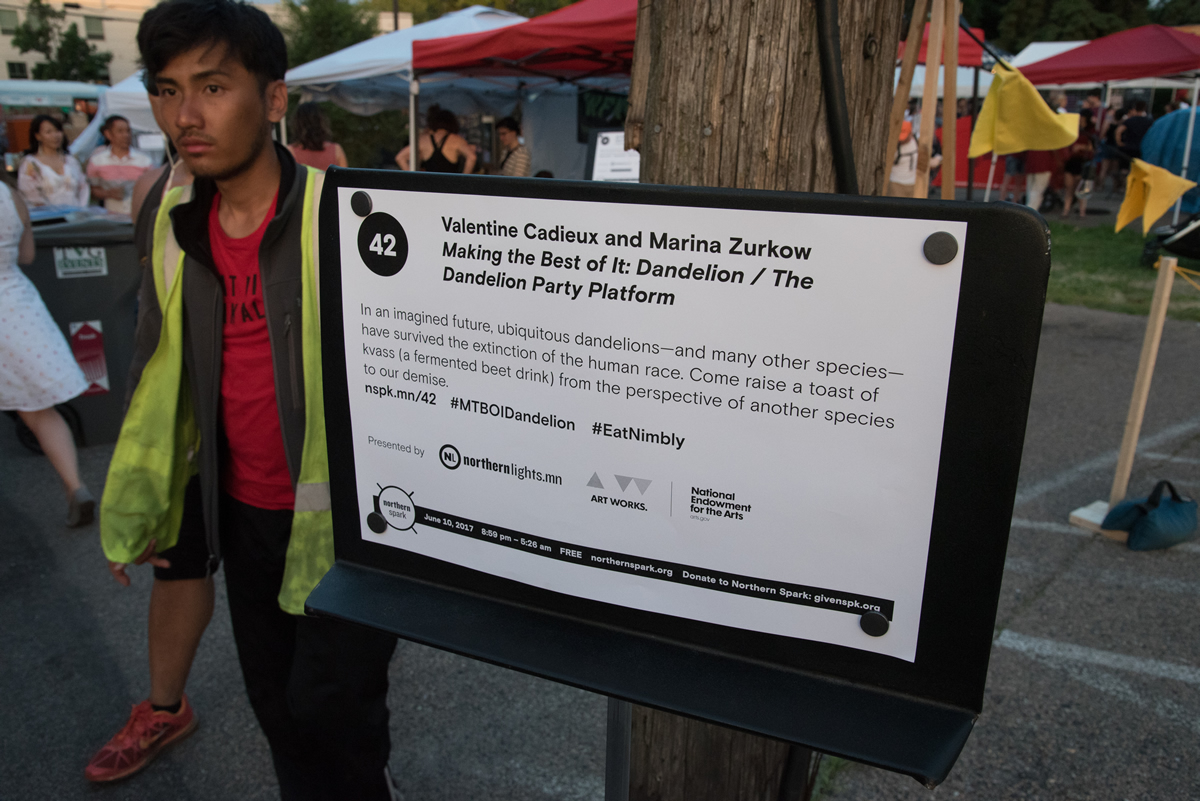 42
Valentine Cadieux and Marina Zurkow
Making the Best of It: Dandelion / The
Dandelion Party Platform
In an imagined future, ubiquitous dandelions—and many other species—
have survived the extinction of the human race. Come raise a toast of
kvass (a fermented beet drink) from the perspective of another species
to our demise.
nspk.mn/42 #MTBOIDandelion #EatNimbly
Presented by
NL northernlights.mn
ART WORKS.
National
Endowment
for the Arts
arts.gov
northern
spark
June 10, 2017 8:59 pm – 5:26 am FREE northernspark.org Donate to Northern Spark: givenspk.org